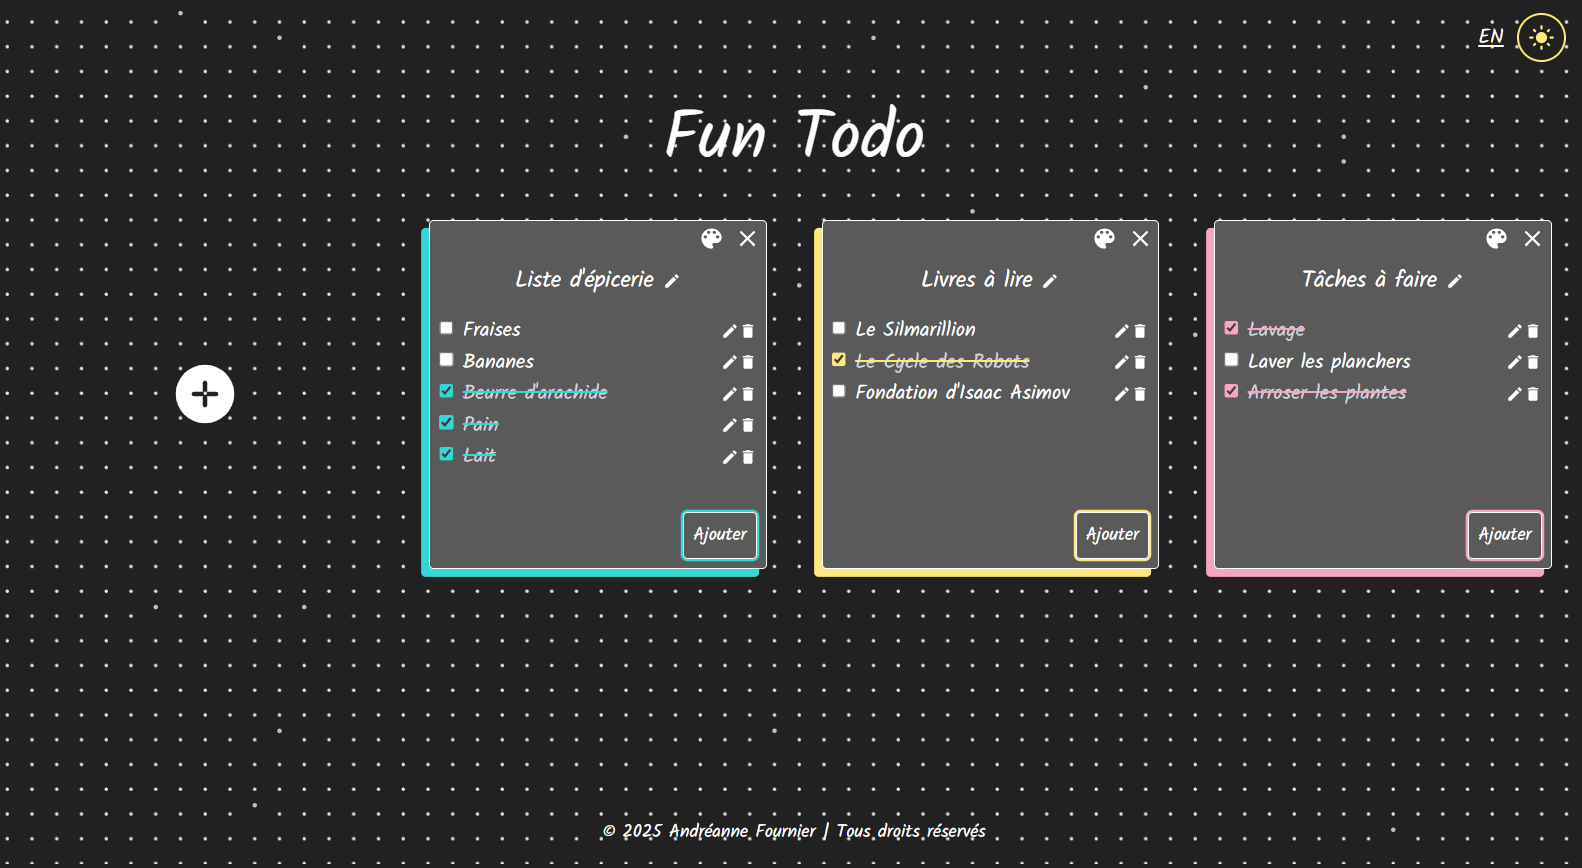 EN
Fun Todo
Liste d'épicerie
Fraises
Bananes
Beurre d'arachide
Pain
Lait
Ajouter
Livres à lire
Le Silmarillion
Le Cycle des Robots
Fondation d'Isaac Asimov
Ajouter
Tâches à faire
Lavage
Laver les planchers
Arroser les plantes
Ajouter
© 2025 Andréanne Fournier | Tous droits réservés